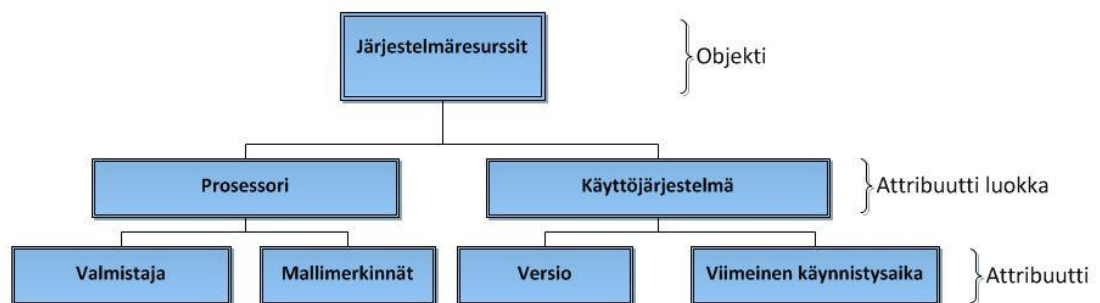 Järjestelmäresurssit
Objekti
Prosessori
Käyttöjärjestelmä
Attribuutti luokka
Valmistaja
Mallimerkinnät
Versio
Viimeinen käynnistysaika
Attribuutti